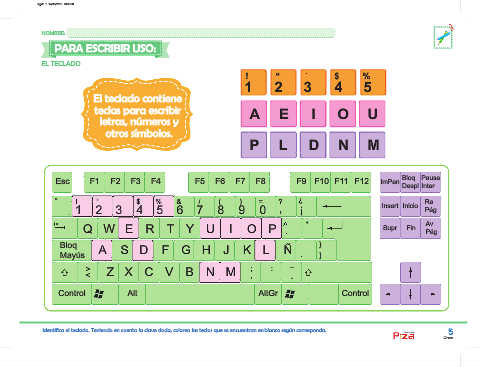 NOMBRE:
PARA ESCRIBIR USO:
EL TECLADO
El teclado contiene
teclas para escribir
letras, números y
otros símbolos.
! " · $ %
1 2 3 4 5
A E I O U
P L D N M
Esc F1 F2 F3 F4 F5 F6 F7 F8 F9 F10 F11 F12
ImPan Bloq Despl Pausa Inter
! " · $ % & / ( ) = ? ¿
1 2 3 4 5 6 7 8 9 0 ' ¡
Insert Inicio Re Pág
Q W E R T Y U I O P
Supr Fin Av Pág
Bloq Mayús A S D F G H J K L Ñ
> < Z X C V B N M ; : _
Control Alt AltGr Control
Identifica el teclado. Teniendo en cuenta la clave dada, colorea las teclas que se encuentran en blanco según corresponda.
Pizza
5